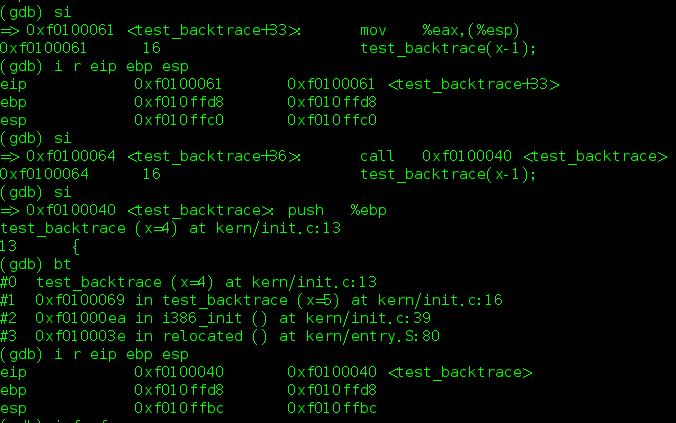 (gdb) si
=> 0xf0100061 <test_backtrace+33>: mov %eax,(%esp)
0xf0100061 16 test_backtrace(x-1);
(gdb) i r eip ebp esp
eip 0xf0100061 0xf0100061 <test_backtrace+33>
ebp 0xf010ffd8 0xf010ffd8
esp 0xf010ffc0 0xf010ffc0
(gdb) si
=> 0xf0100064 <test_backtrace+36>: call 0xf0100040 <test_backtrace>
0xf0100064 16 test_backtrace(x-1);
(gdb) si
=> 0xf0100040 <test_backtrace>: push %ebp
test_backtrace (x=4) at kern/init.c:13
13 {
(gdb) bt
#0 test_backtrace (x=4) at kern/init.c:13
#1 0xf0100069 in test_backtrace (x=5) at kern/init.c:16
#2 0xf01000ea in i386_init () at kern/init.c:39
#3 0xf010003e in relocated () at kern/entry.S:80
(gdb) i r eip ebp esp
eip 0xf0100040 0xf0100040 <test_backtrace>
ebp 0xf010ffd8 0xf010ffd8
esp 0xf010ffbc 0xf010ffbc